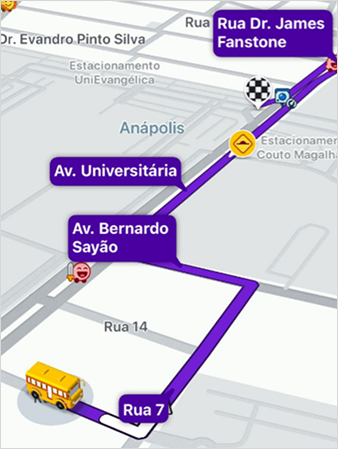 Rua
Rua Dr. James
Fanstone
Dr. Evandro Pinto Silva
Estacionamento
UniEvangélica
Anápolis
Estacionamen
Couto Magalha
Av. Universitária
Av. Bernardo
Sayão
Rua 14
Rua 7